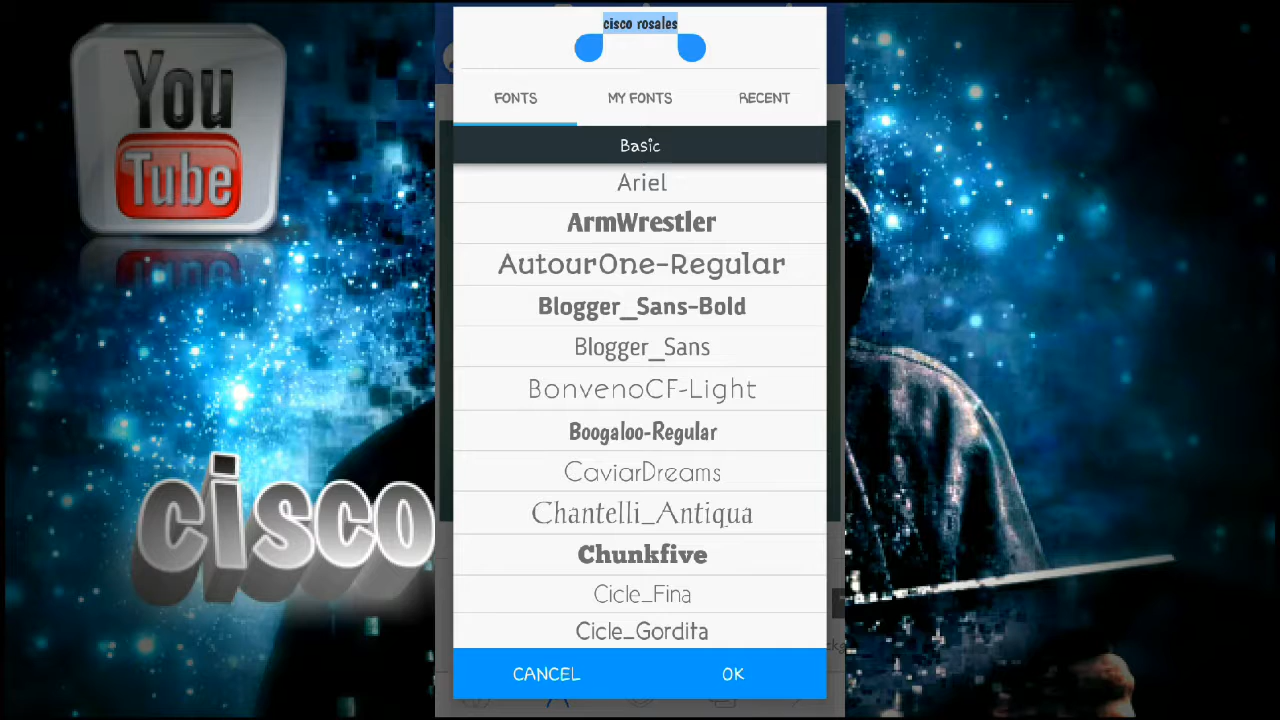 You
Tube
cisco
cisco rosales
FONTS MY FONTS RECENT
Basic
Ariel
ArmWrestler
AutourOne-Regular
Blogger_Sans-Bold
Blogger_Sans
BonvenoCF-Light
Boogaloo-Regular
CaviarDreams
Chantelli_Antiqua
Chunkfive
Cicle_Fina
Cicle_Gordita
CANCEL OK